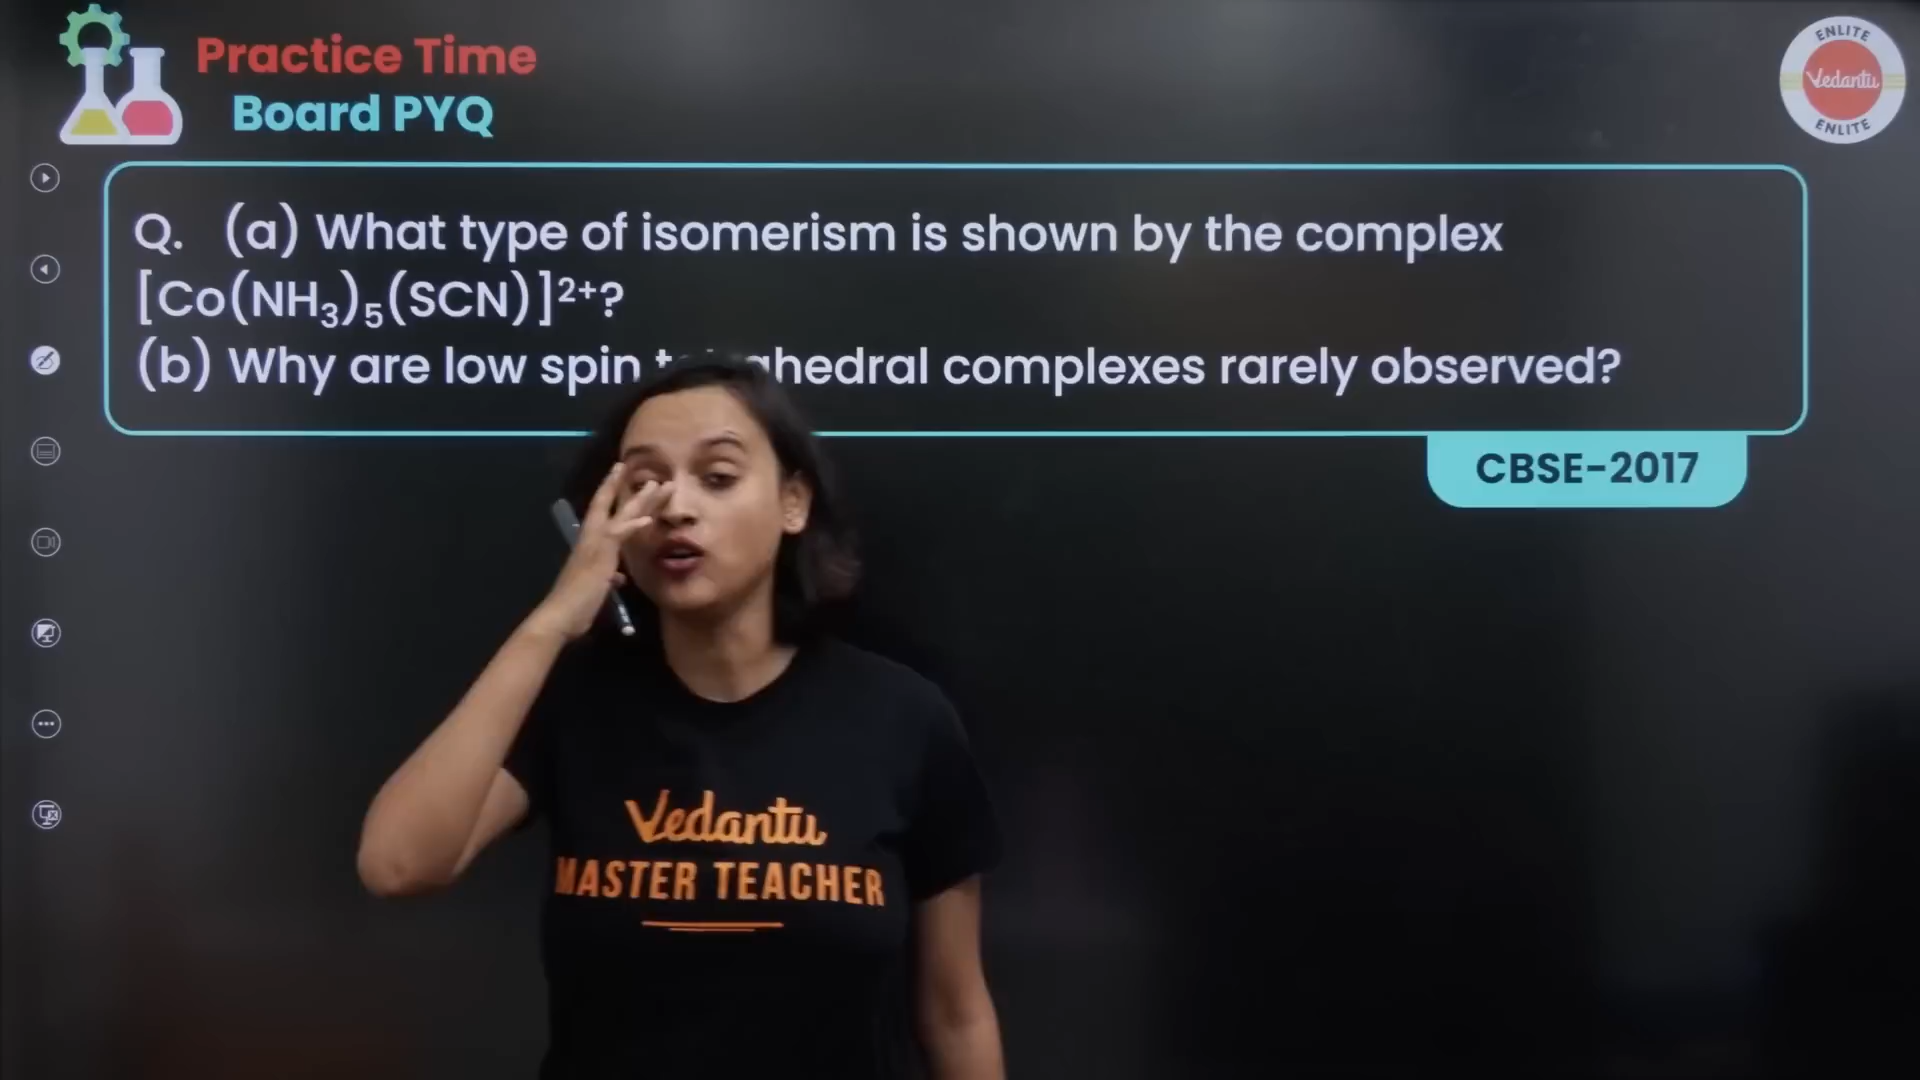 Practice Time
Board PYQ
ENLITE
Vedantu
ENLITE
Q. (a) What type of isomerism is shown by the complex
[Co(NH₃)₅(SCN)]²⁺?
(b) Why are low spin complexes rarely observed?
CBSE-2017
Vedantu
MASTER TEACHER